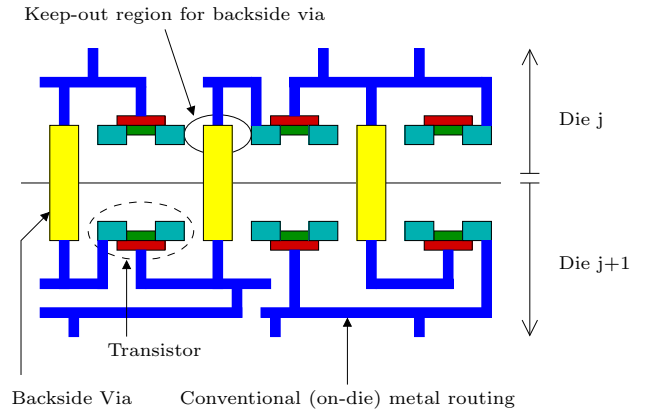 Keep-out region for backside via
Die j
Die j+1
Transistor
Backside Via
Conventional (on-die) metal routing